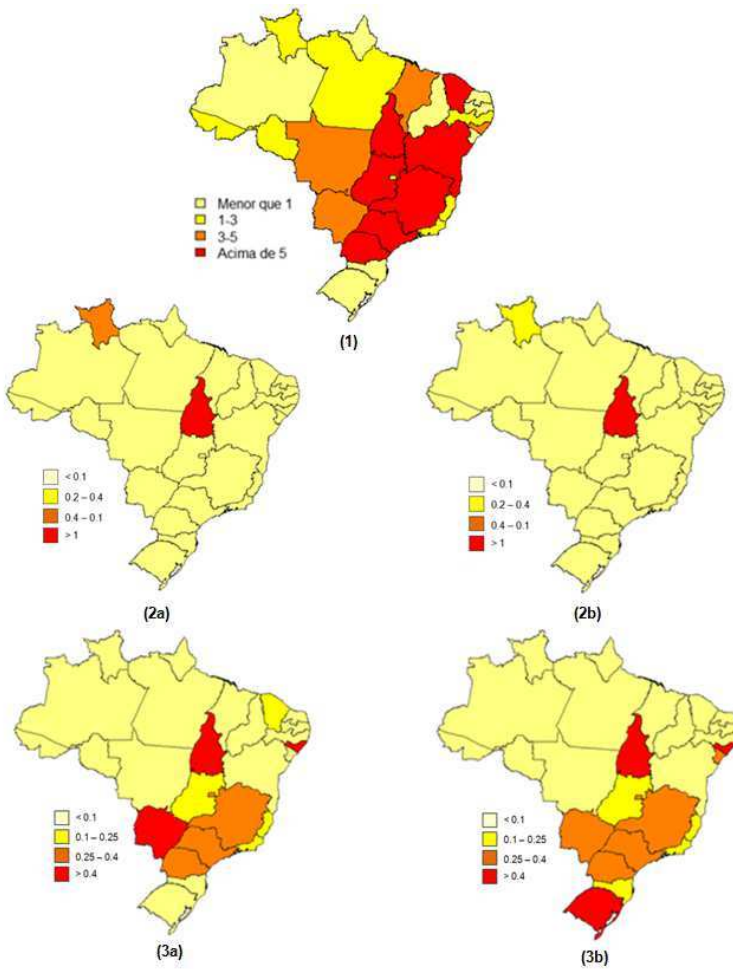 Menor que 1
1-3
3-5
Acima de 5
(1)
< 0.1
0.2 – 0.4
0.4 – 0.1
> 1
(2a)
< 0.1
0.2 – 0.4
0.4 – 0.1
> 1
(2b)
< 0.1
0.1 – 0.25
0.25 – 0.4
> 0.4
(3a)
< 0.1
0.1 – 0.25
0.25 – 0.4
> 0.4
(3b)